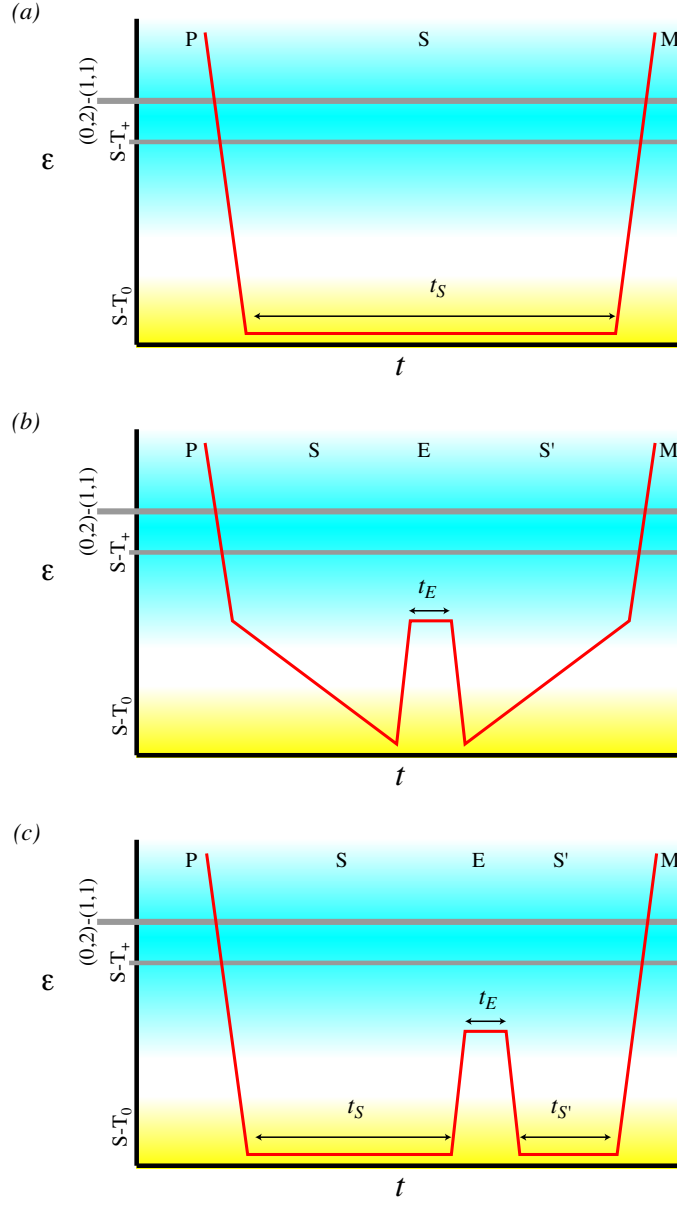 (a)
P S M
(0,2)-(1,1)
S-T+
ε
S-T0
tS
t
(b)
P S E S' M
(0,2)-(1,1)
S-T+
ε
tE
S-T0
t
(c)
P S E S' M
(0,2)-(1,1)
S-T+
ε
tE
S-T0
tS tS'
t